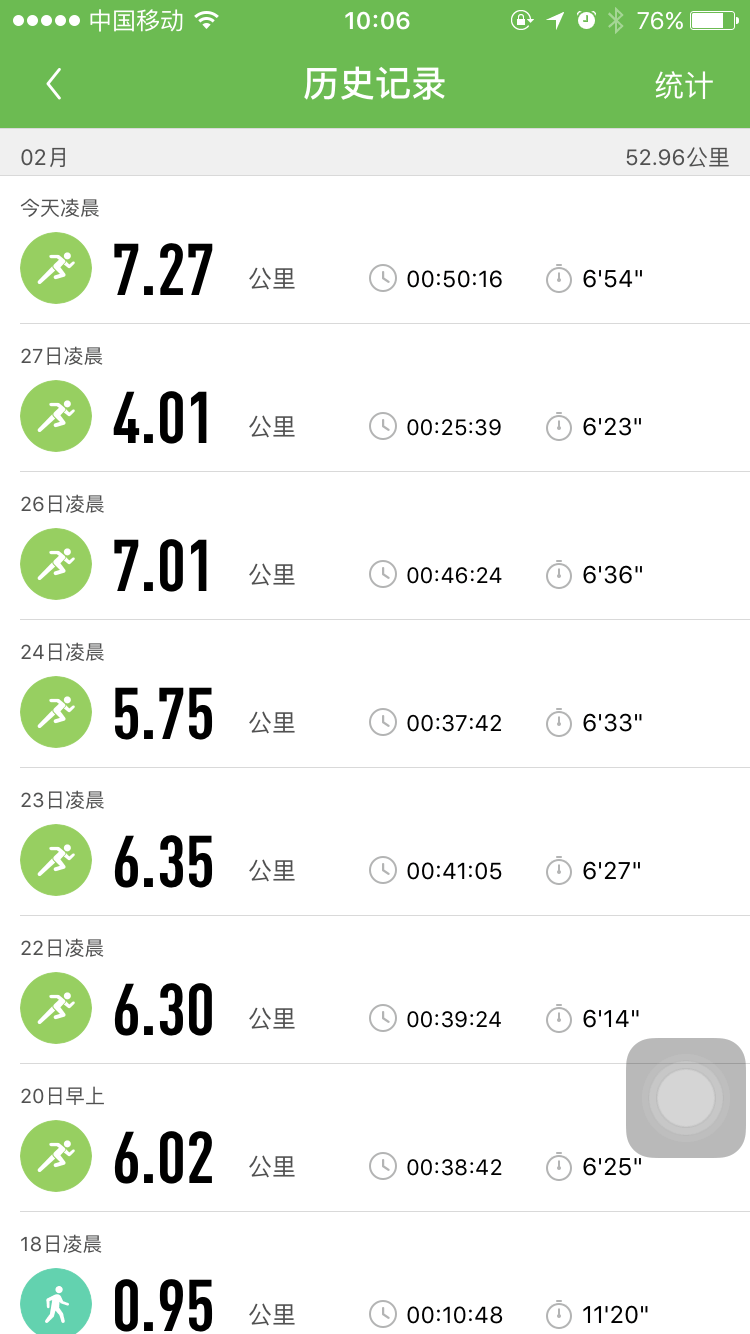 中国移动 10:06 76%
历史记录 统计
02月 52.96公里
今天凌晨
7.27 公里 00:50:16 6'54"
27日凌晨
4.01 公里 00:25:39 6'23"
26日凌晨
7.01 公里 00:46:24 6'36"
24日凌晨
5.75 公里 00:37:42 6'33"
23日凌晨
6.35 公里 00:41:05 6'27"
22日凌晨
6.30 公里 00:39:24 6'14"
20日早上
6.02 公里 00:38:42 6'25"
18日凌晨
0.95 公里 00:10:48 11'20"